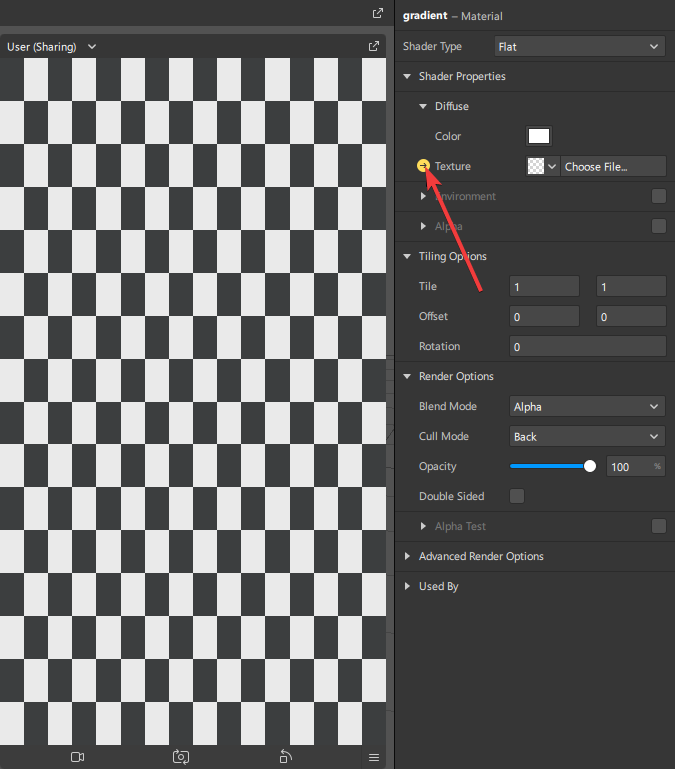 gradient – Material
User (Sharing)
Shader Type Flat
Shader Properties
Diffuse
Color
Texture Choose File...
Environment
Alpha
Tiling Options
Tile 1 1
Offset 0 0
Rotation 0
Render Options
Blend Mode Alpha
Cull Mode Back
Opacity 100 %
Double Sided
Alpha Test
Advanced Render Options
Used By